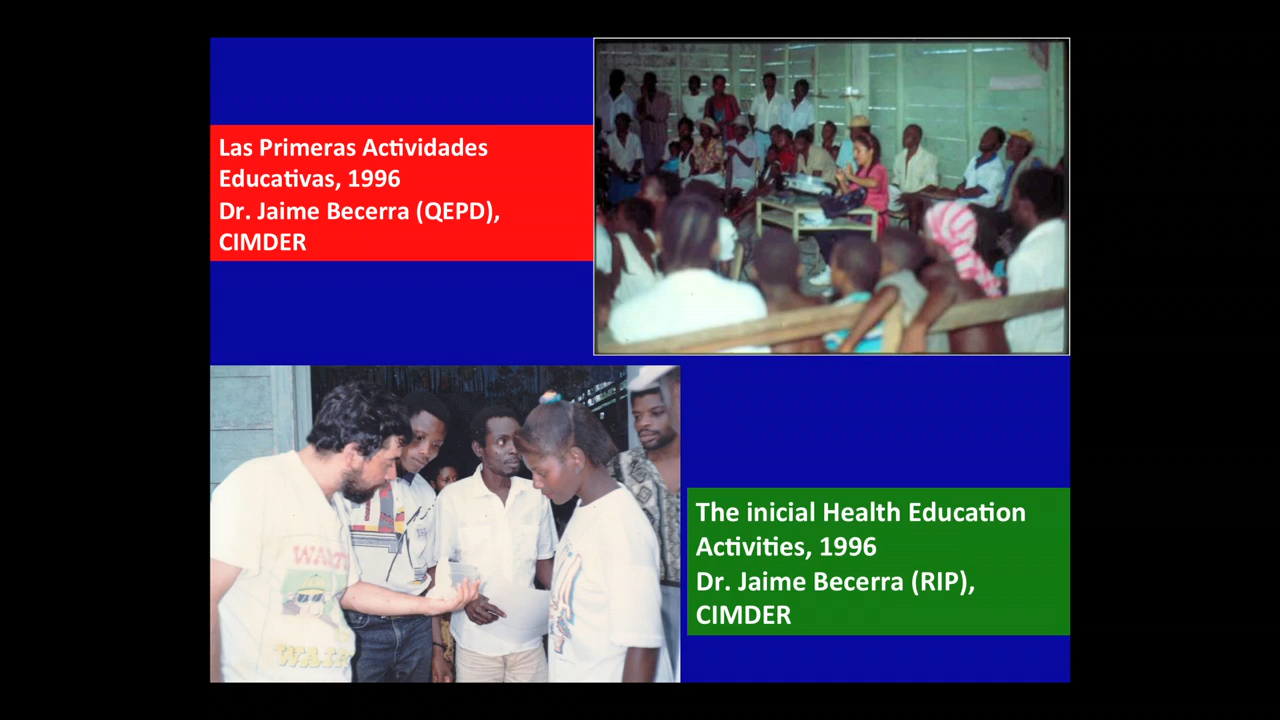 Las Primeras Actividades
Educativas, 1996
Dr. Jaime Becerra (QEPD),
CIMDER
The inicial Health Education
Activities, 1996
Dr. Jaime Becerra (RIP),
CIMDER